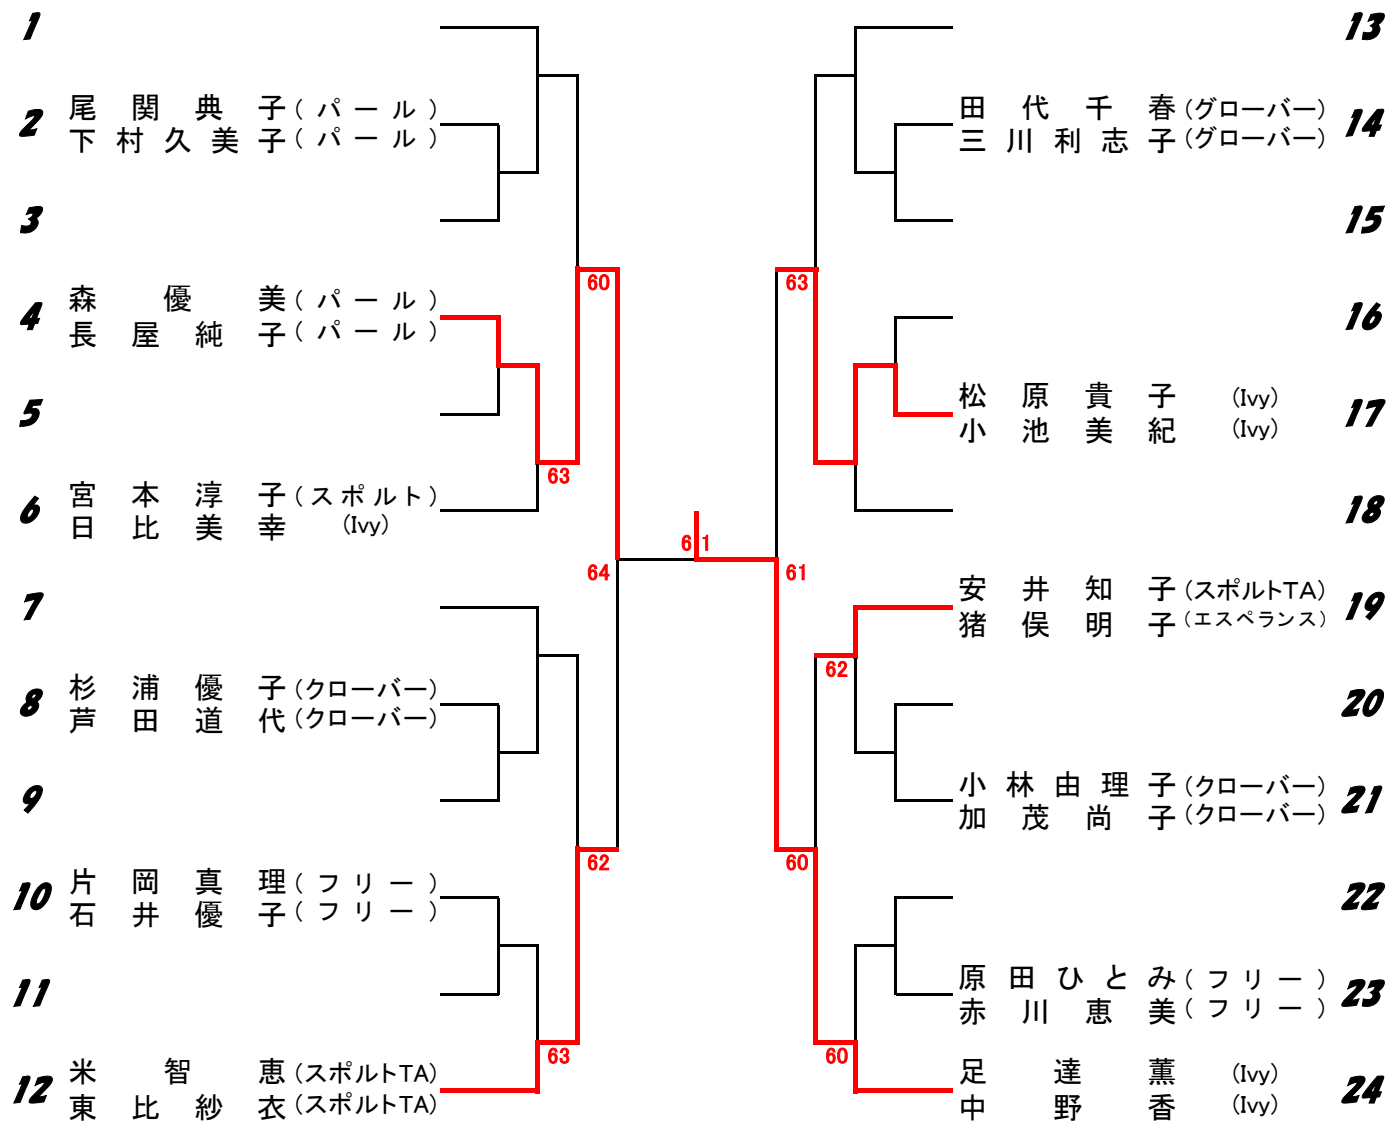 1
2 尾関典子(パール)
下村久美子(パール)
3
4 森優美(パール)
長屋純子(パール)
5
6 宮本淳子(スポルト)
日比美幸 (Ivy)
7
8 杉浦優子(クローバー)
芦田道代(クローバー)
9
10 片岡真理(フリー)
石井優子(フリー)
11
12 米智恵(スポルトTA)
東比紗衣(スポルトTA)
60
63
64
62
63
6 1
63
61
62
60
60
13
田代千春(グローバー) 14
三川利志子(グローバー)
15
16
松原貴子 (Ivy) 17
小池美紀 (Ivy)
18
安井知子(スポルトTA) 19
猪俣明子(エスペランス)
20
小林由理子(クローバー) 21
加茂尚子(クローバー)
22
原田ひとみ(フリー) 23
赤川恵美(フリー)
足達薫 (Ivy) 24
中野香 (Ivy)